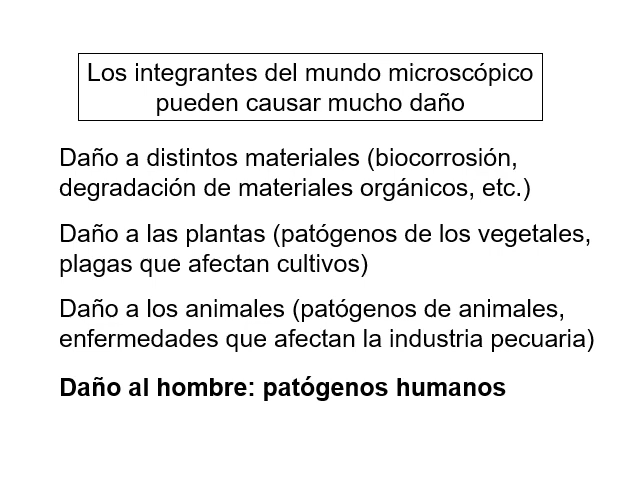 Los integrantes del mundo microscópico
pueden causar mucho daño
Daño a distintos materiales (biocorrosión,
degradación de materiales orgánicos, etc.)
Daño a las plantas (patógenos de los vegetales,
plagas que afectan cultivos)
Daño a los animales (patógenos de animales,
enfermedades que afectan la industria pecuaria)
Daño al hombre: patógenos humanos